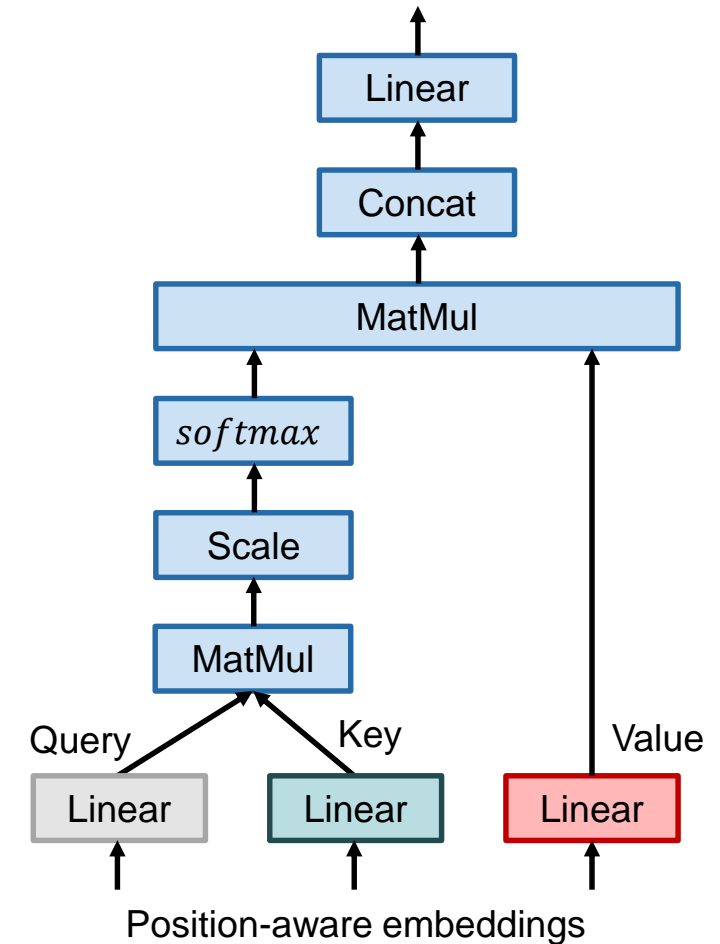 Linear
Concat
MatMul
softmax
Scale
MatMul
Query Key Value
Linear Linear Linear
Position-aware embeddings